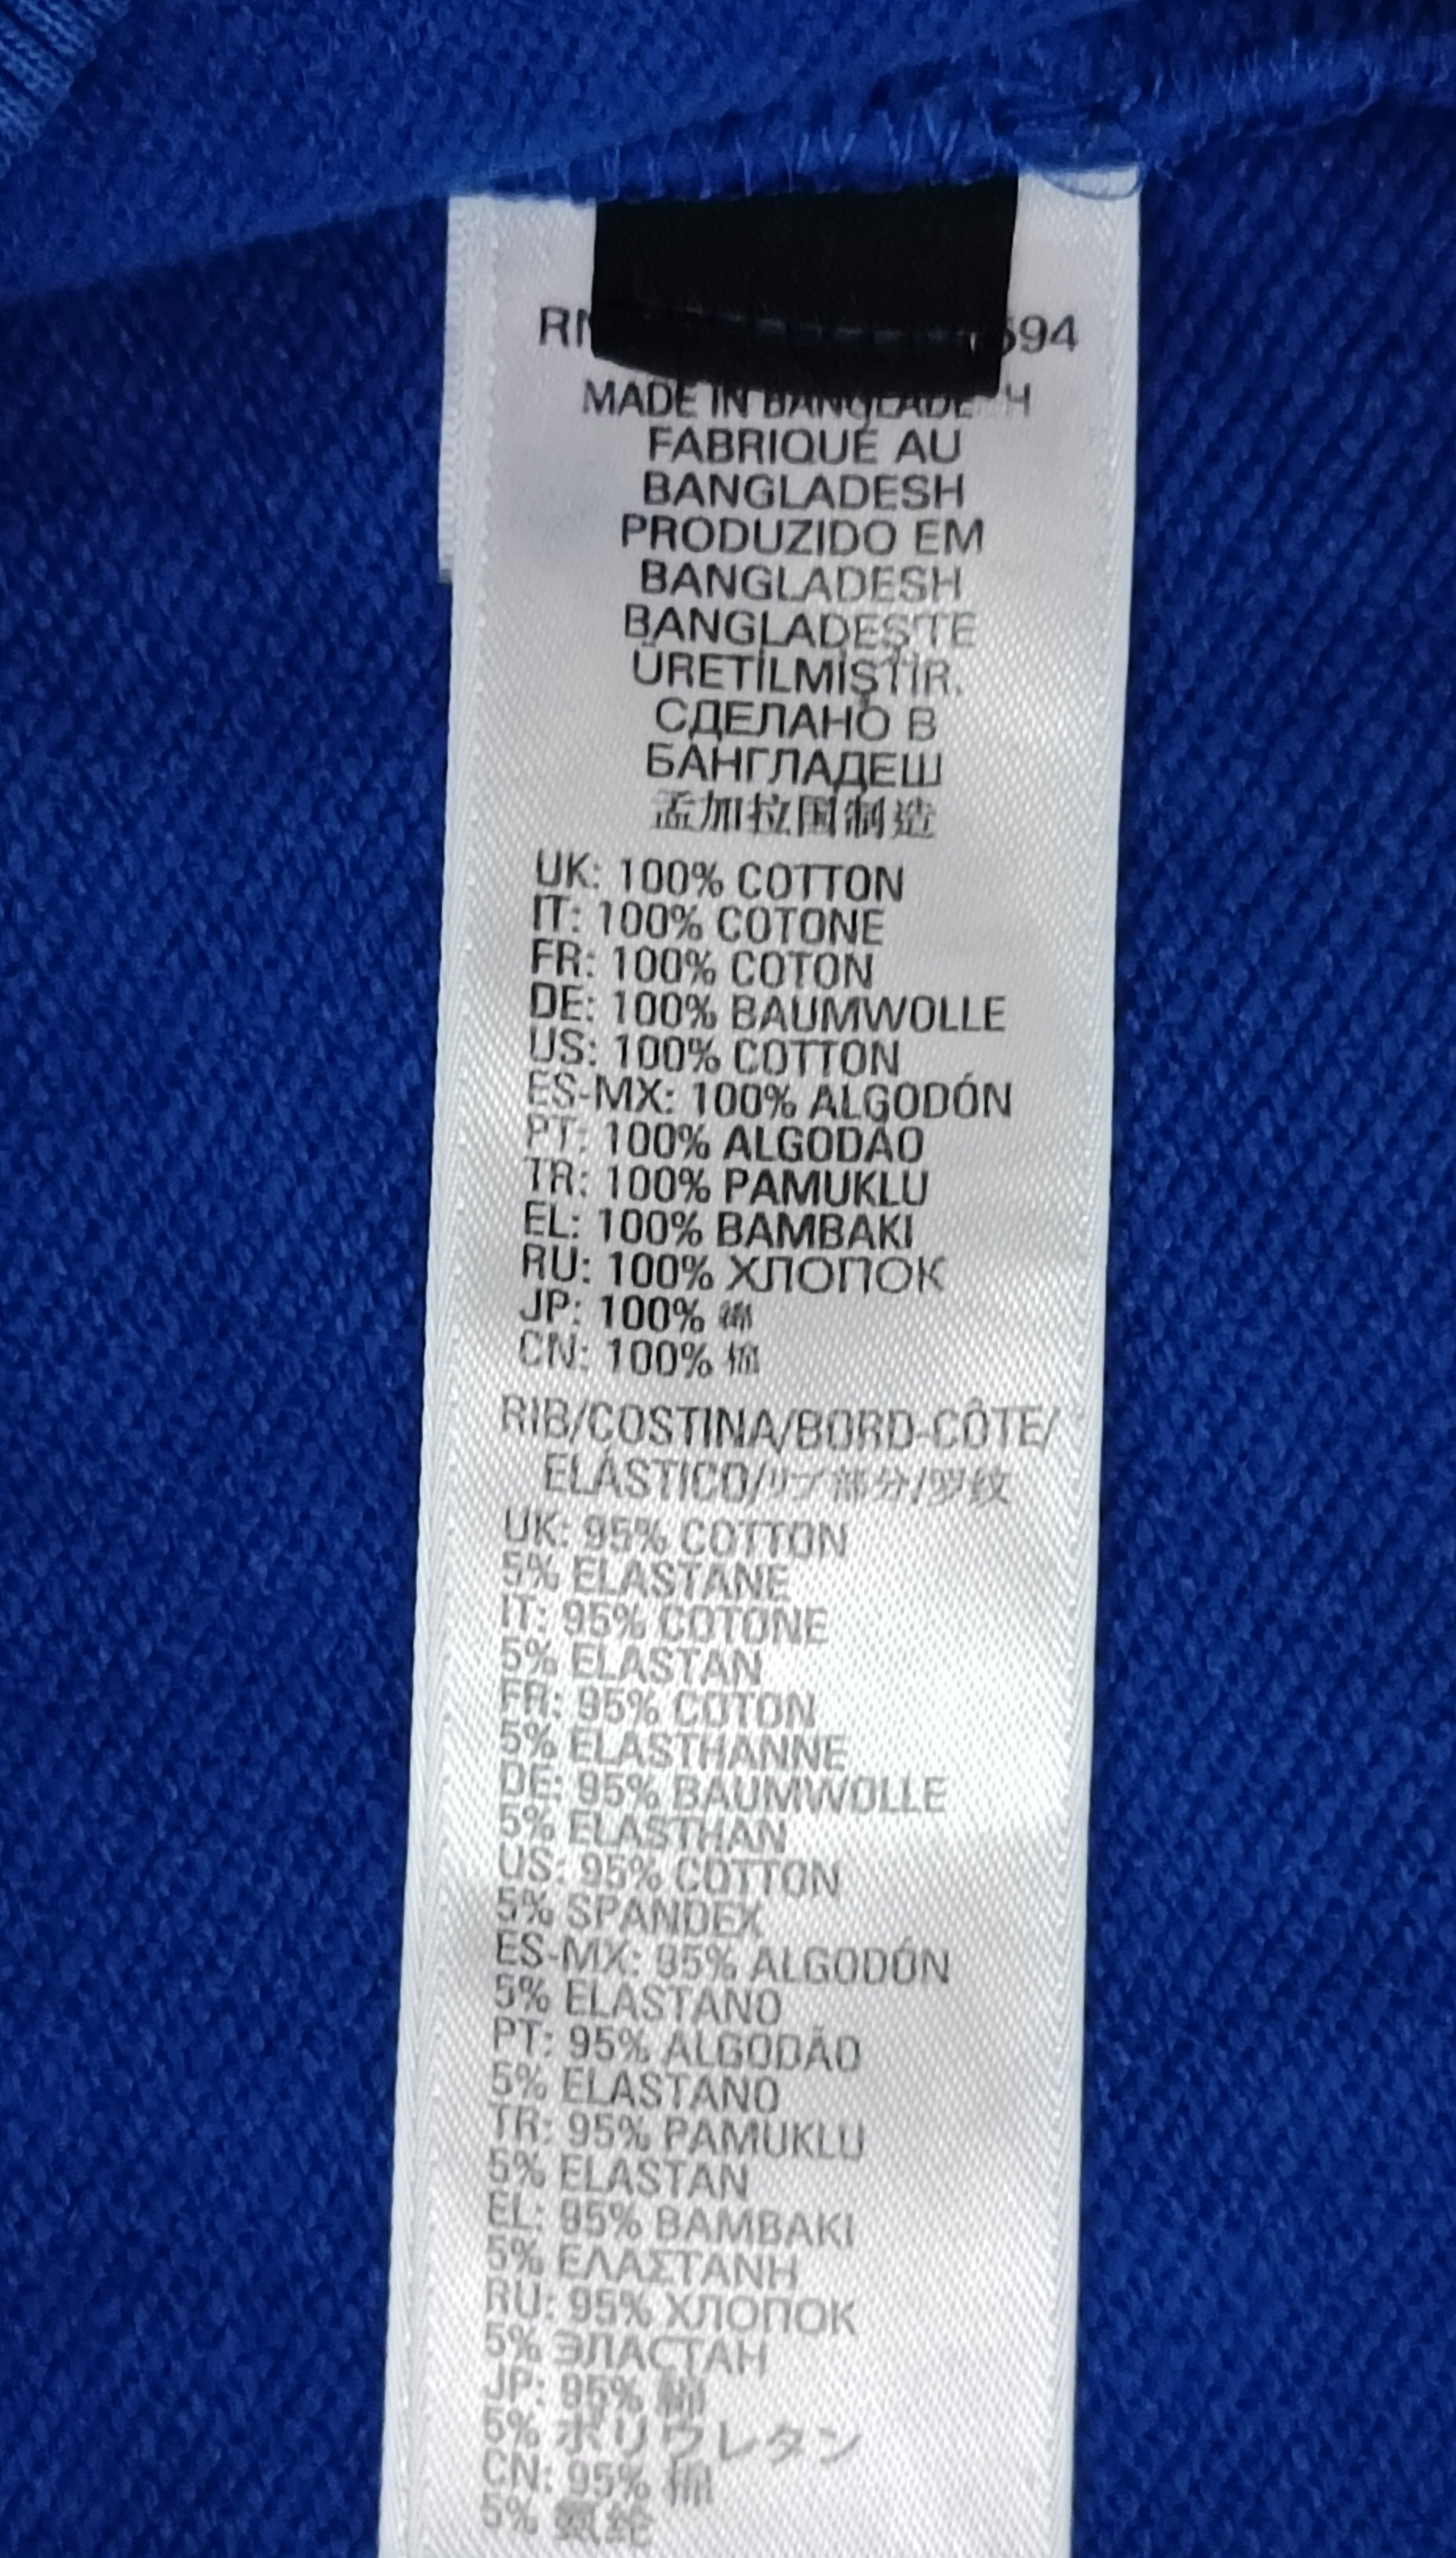 594
MADE IN BANGLADESH
FABRIQUÉ AU
BANGLADESH
PRODUZIDO EM
BANGLADESH
BANGLADEŞ'TE
ÜRETİLMİŞTİR.
СДЕЛАНО В
БАНГЛАДЕШ
孟加拉国制造
UK: 100% COTTON
IT: 100% COTONE
FR: 100% COTON
DE: 100% BAUMWOLLE
US: 100% COTTON
ES-MX: 100% ALGODÓN
PT: 100% ALGODÃO
TR: 100% PAMUKLU
EL: 100% BAMBAKI
RU: 100% ХЛОПОК
JP: 100% 綿
CN: 100% 棉
RIB/COSTINA/BORD-CÔTE/
ELÁSTICO/リブ部分/罗纹
UK: 95% COTTON
5% ELASTANE
IT: 95% COTONE
5% ELASTAN
FR: 95% COTON
5% ELASTHANNE
DE: 95% BAUMWOLLE
5% ELASTHAN
US: 95% COTTON
5% SPANDEX
ES-MX: 95% ALGODÓN
5% ELASTANO
PT: 95% ALGODÃO
5% ELASTANO
TR: 95% PAMUKLU
5% ELASTAN
EL: 95% BAMBAKI
5% ΕΛΑΣΤΑΝΗ
RU: 95% ХЛОПОК
5% ЭЛАСТАН
JP: 95% 綿
5% ポリウレタン
CN: 95% 棉
5% 氨纶